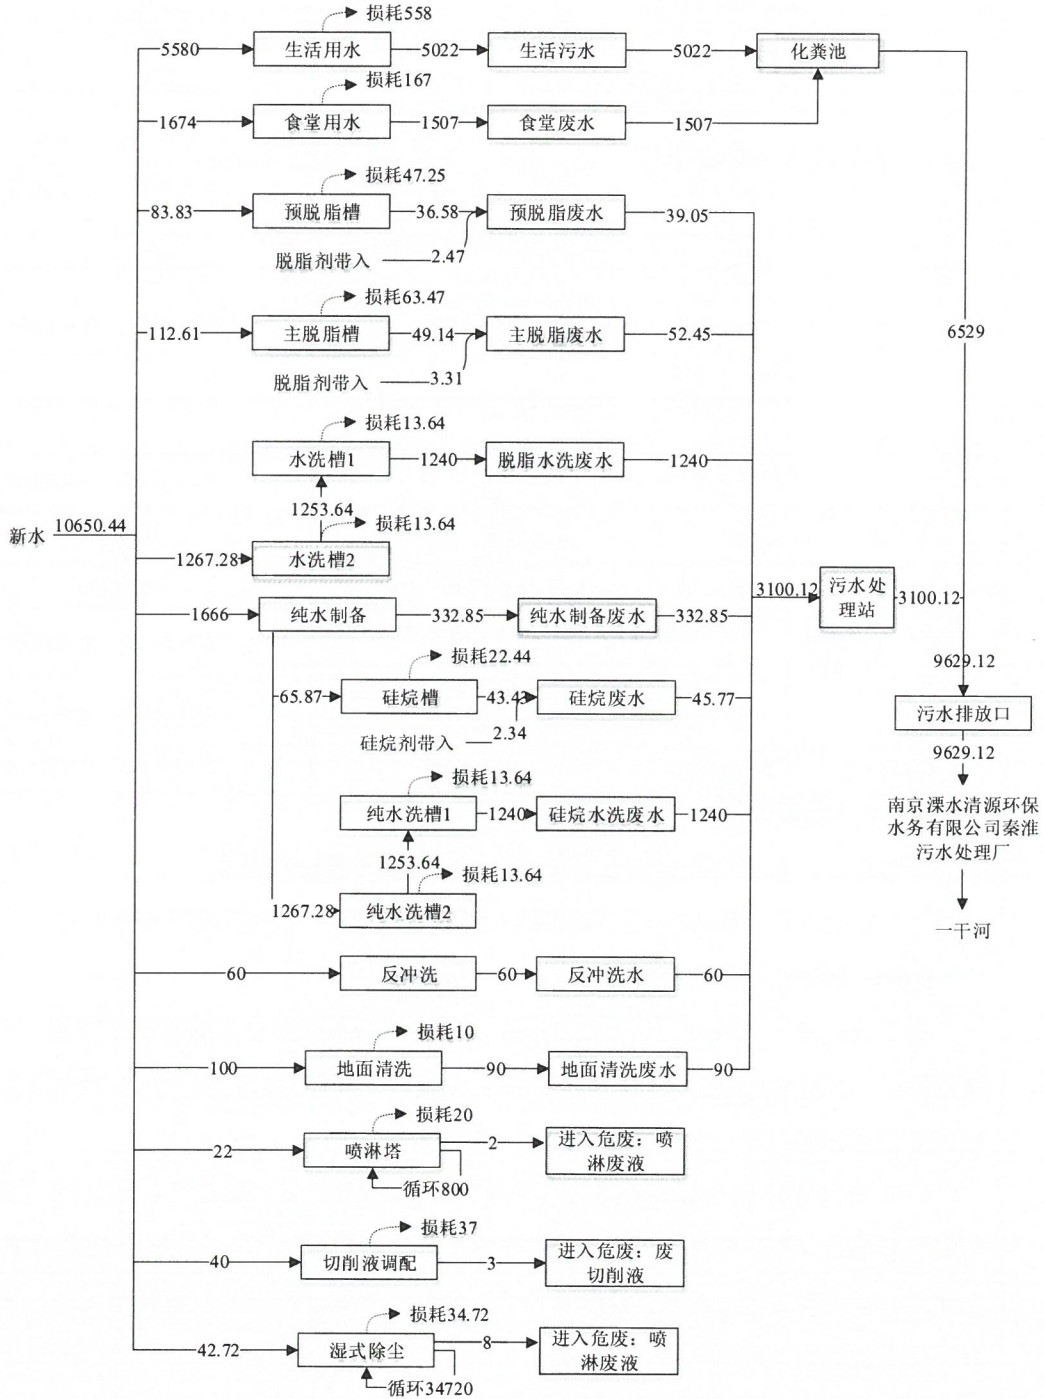 损耗558
5580
生活用水
5022
生活污水
5022
化粪池
损耗167
1674
食堂用水
1507
食堂废水
1507
损耗47.25
83.83
预脱脂槽
36.58
预脱脂废水
39.05
脱脂剂带入
2.47
损耗63.47
112.61
主脱脂槽
49.14
主脱脂废水
52.45
6529
脱脂剂带入
3.31
损耗13.64
水洗槽1
1240
脱脂水洗废水
1240
1253.64
损耗13.64
新水
10650.44
1267.28
水洗槽2
3100.12
污水处
理站
3100.12
1666
纯水制备
332.85
纯水制备废水
332.85
损耗22.44
9629.12
65.87
硅烷槽
43.43
硅烷废水
45.77
污水排放口
硅烷剂带入
2.34
9629.12
损耗13.64
纯水洗槽1
1240
硅烷水洗废水
1240
南京溧水清源环保
水务有限公司秦淮
污水处理厂
1253.64
损耗13.64
1267.28
纯水洗槽2
一干河
60
反冲洗
60
反冲洗水
60
损耗10
100
地面清洗
90
地面清洗废水
90
损耗20
22
喷淋塔
2
进入危废：喷
淋废液
循环800
损耗37
40
切削液调配
3
进入危废：废
切削液
损耗34.72
42.72
湿式除尘
8
进入危废：喷
淋废液
循环34720